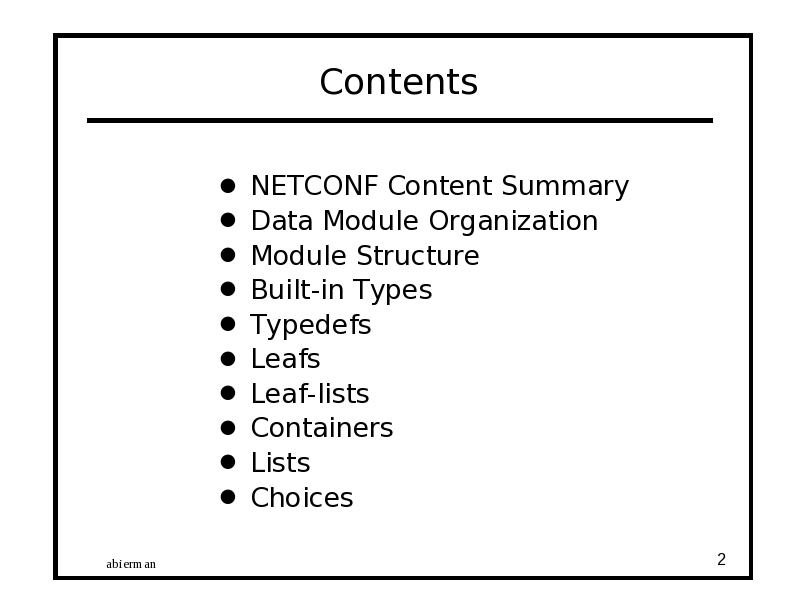 Contents
● NETCONF Content Summary
● Data Module Organization
● Module Structure
● Built-in Types
● Typedefs
● Leafs
● Leaf-lists
● Containers
● Lists
● Choices
abierman
2